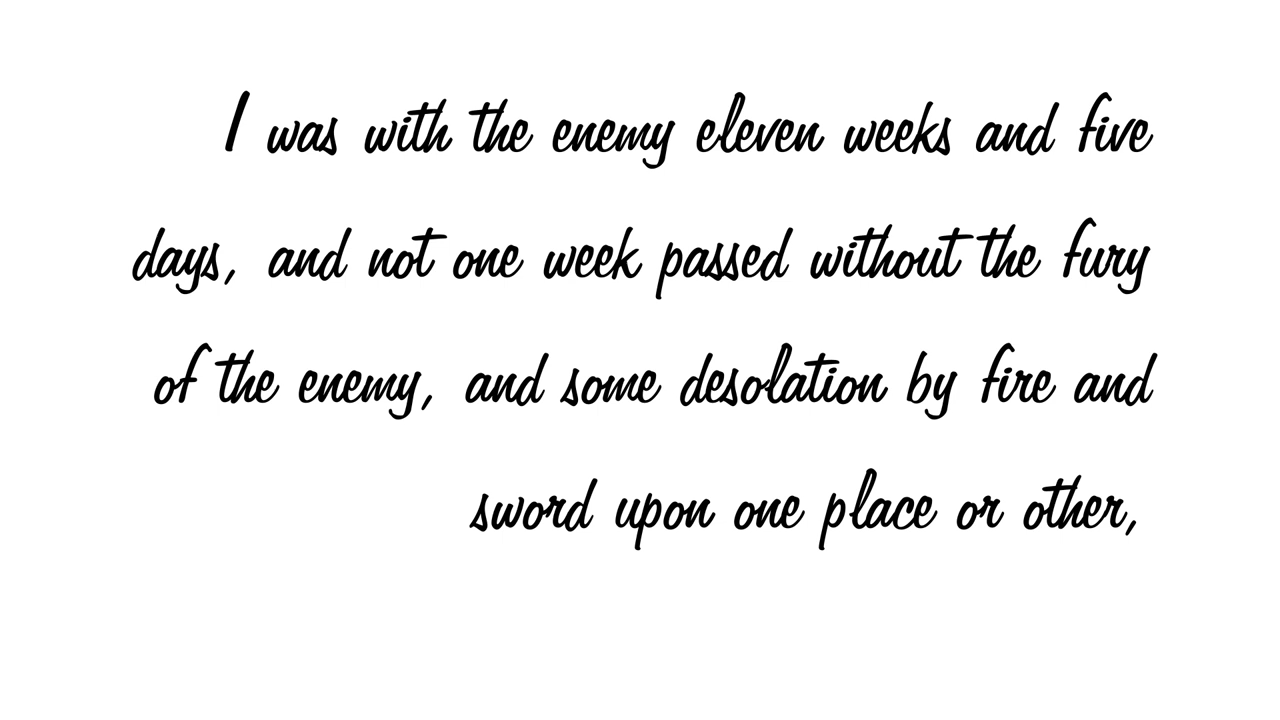 I was with the enemy eleven weeks and five
days, and not one week passed without the fury
of the enemy, and some desolation by fire and
sword upon one place or other,